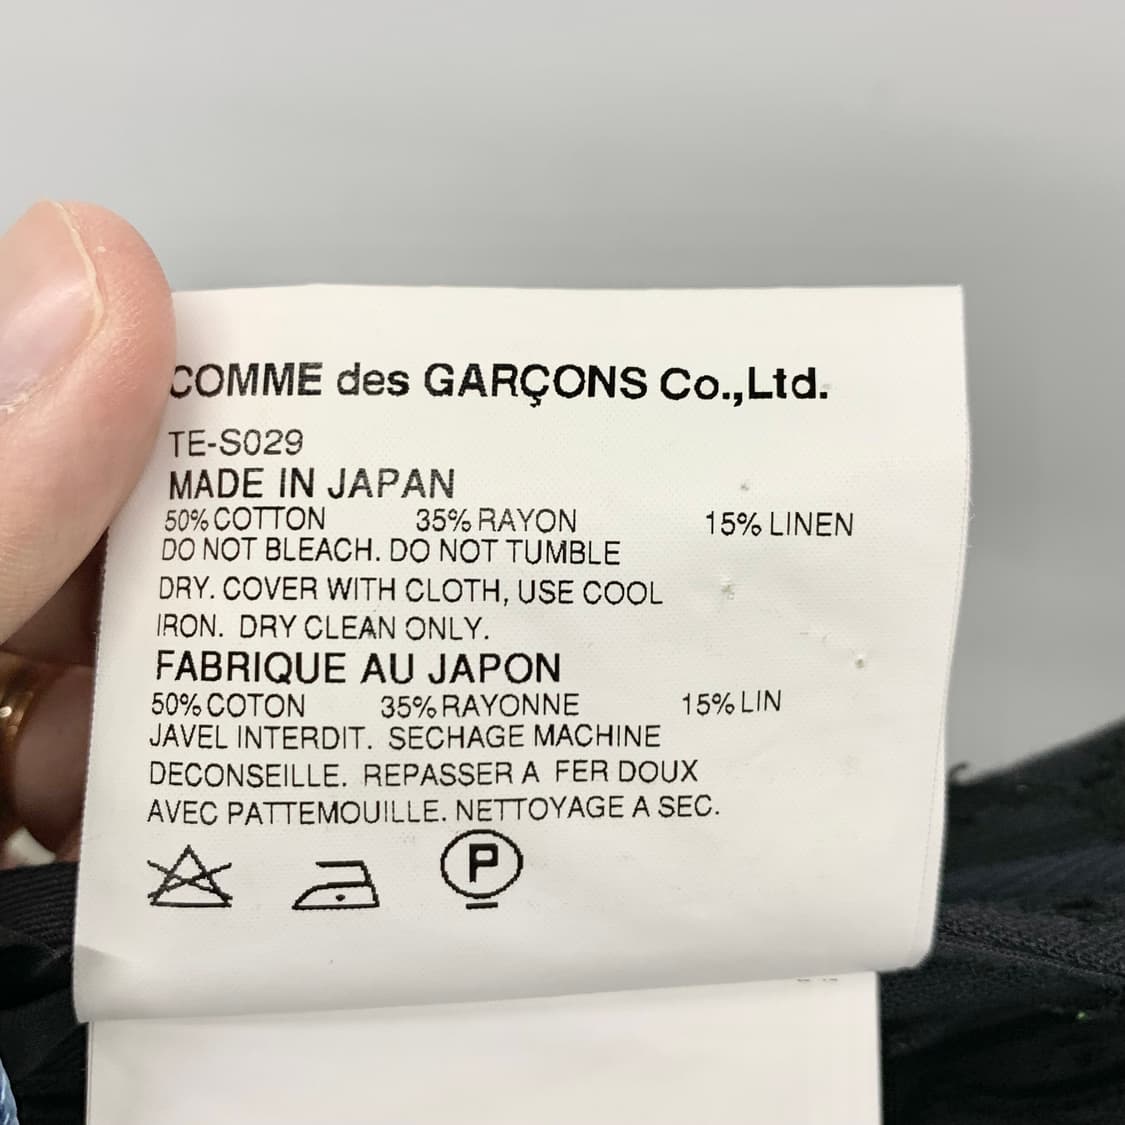 COMME des GARÇONS Co.,Ltd.
TE-S029
MADE IN JAPAN
50% COTTON 35% RAYON 15% LINEN
DO NOT BLEACH. DO NOT TUMBLE
DRY. COVER WITH CLOTH, USE COOL
IRON. DRY CLEAN ONLY.
FABRIQUE AU JAPON
50% COTON 35% RAYONNE 15% LIN
JAVEL INTERDIT. SECHAGE MACHINE
DECONSEILLE. REPASSER A FER DOUX
AVEC PATTEMOUILLE. NETTOYAGE A SEC.
P